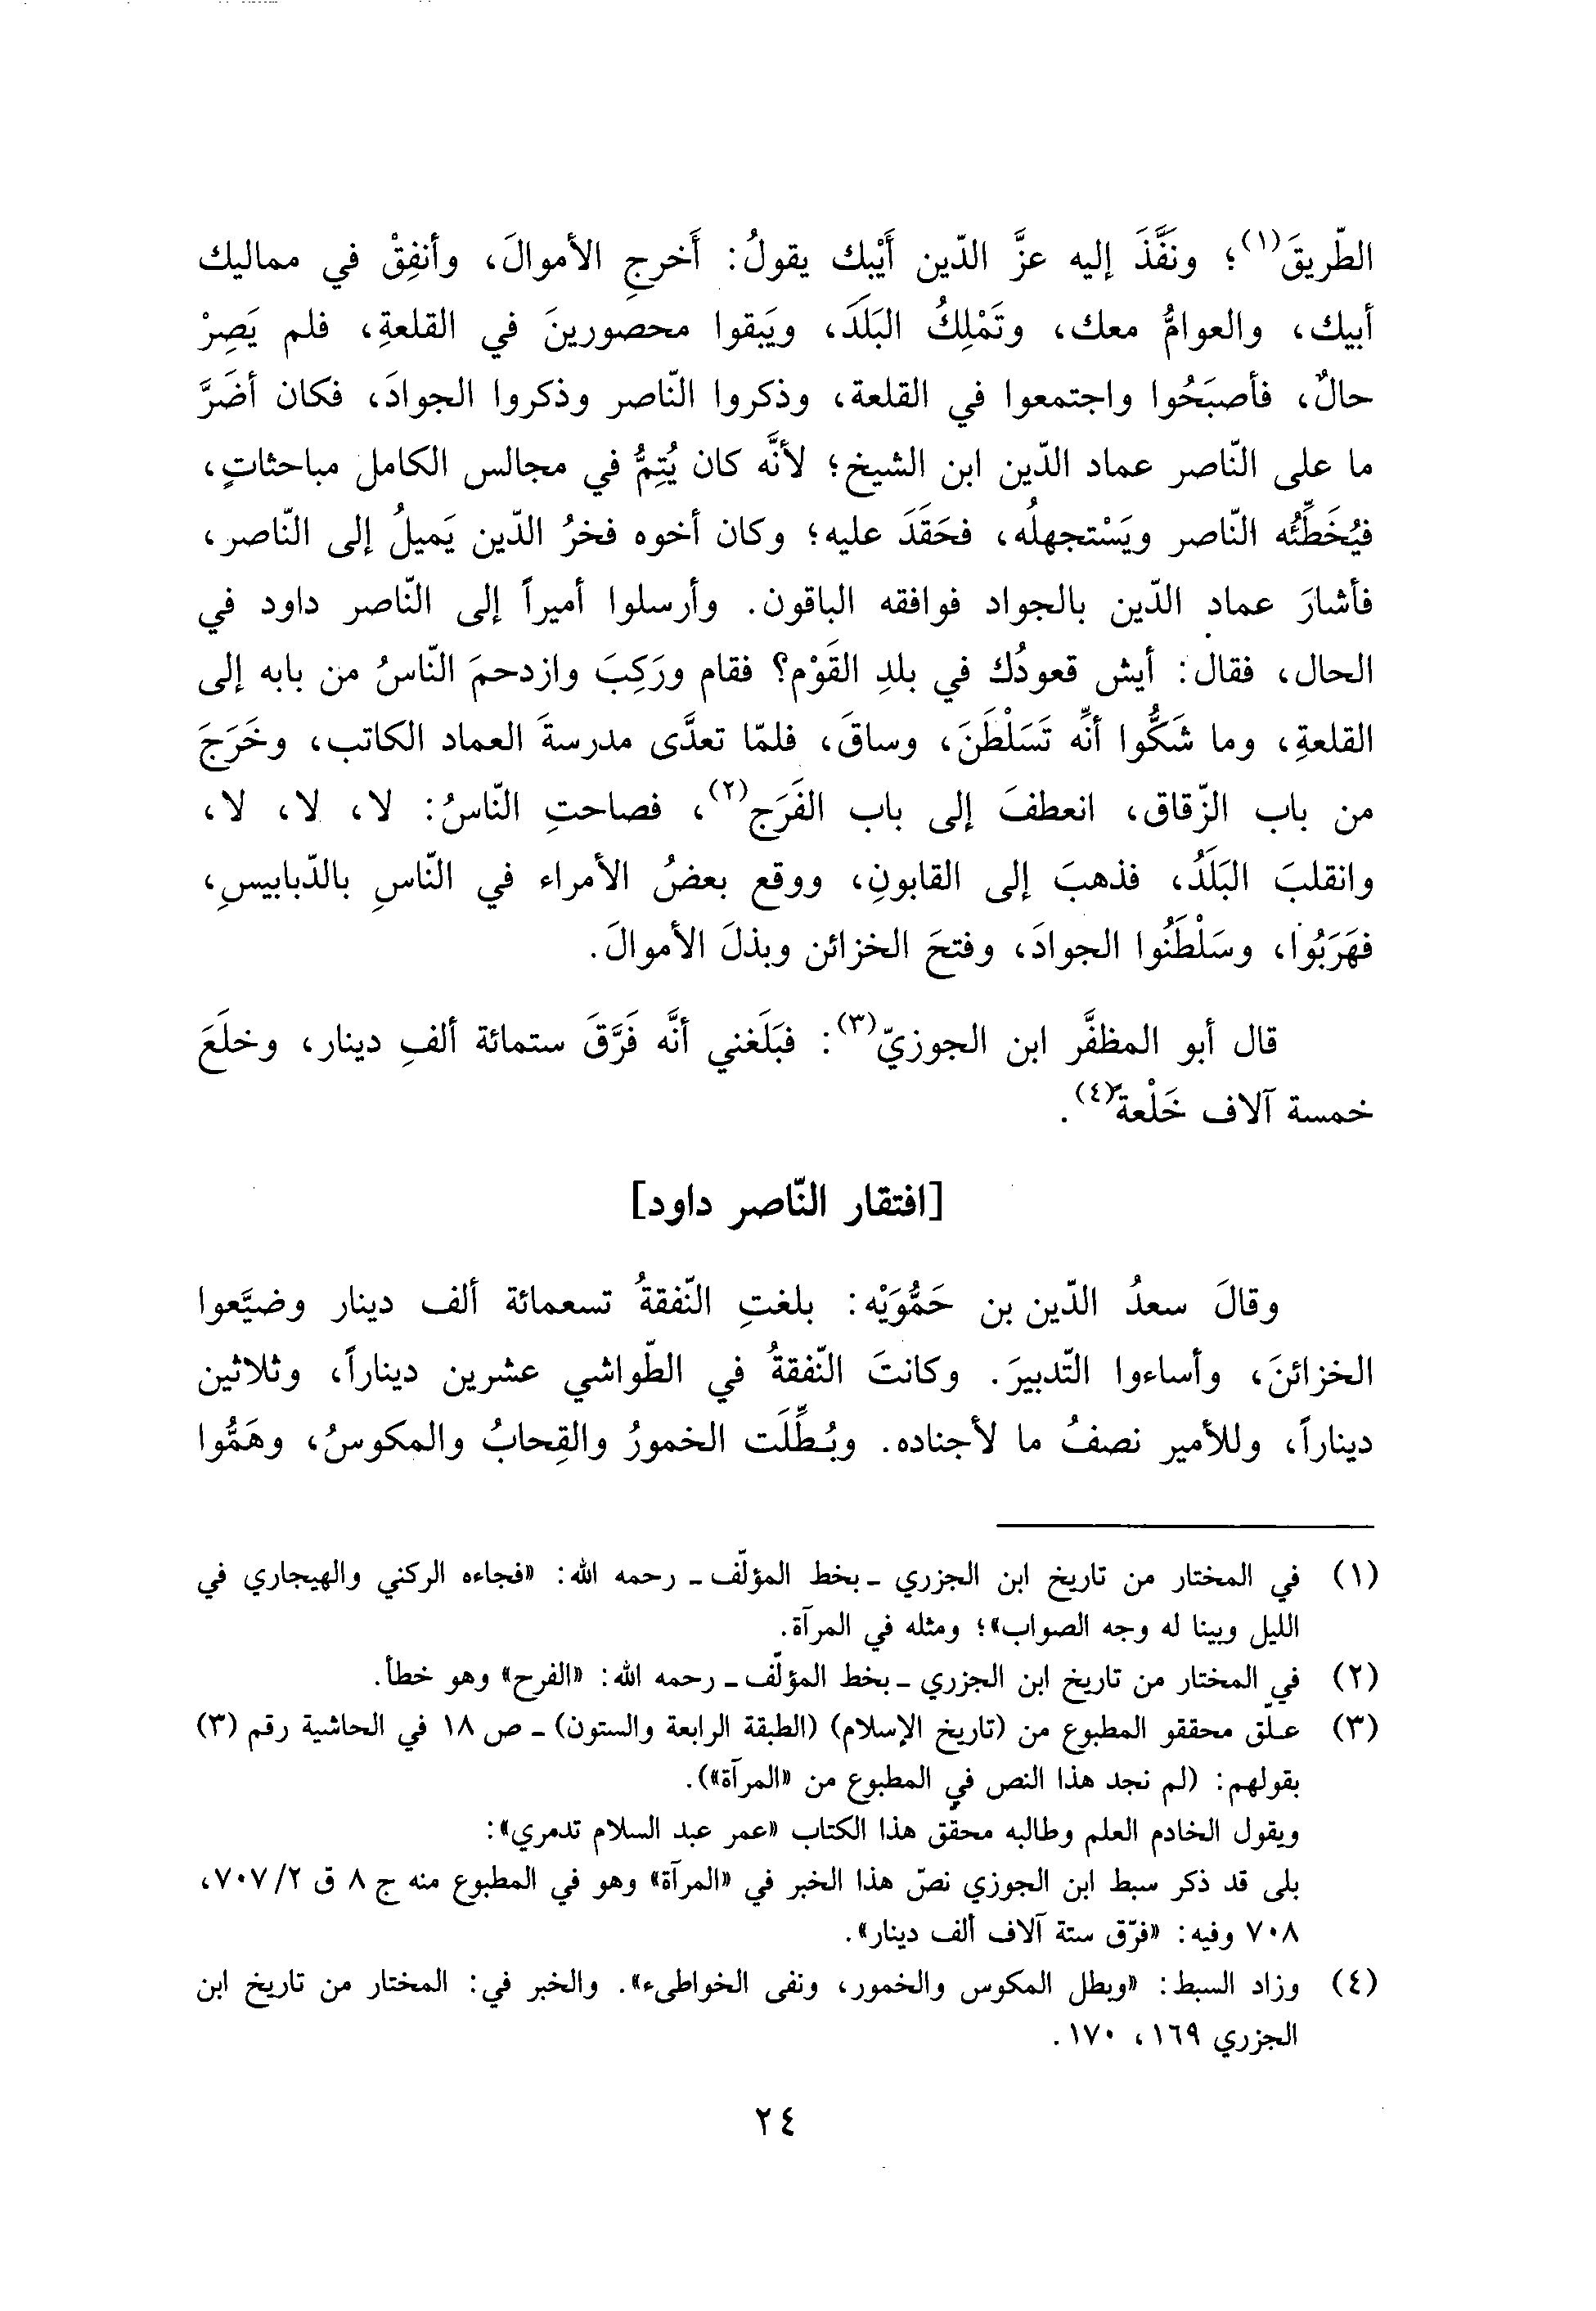 الطّريقَ(١)؛ ونَفَّذَ إليه عزَّ الدّين أَيْبك يقولُ: أَخرجِ الأموالَ، وأنفِقْ في مماليك
أبيك، والعوامُّ معك، وتَمْلِكُ البَلَدَ، ويَبقوا محصورينَ في القلعةِ، فلم يَصِرْ
حالٌ، فأصبَحُوا واجتمعوا في القلعة، وذكروا النّاصر وذكروا الجوادَ، فكان أضَرَّ
ما على النّاصر عماد الدّين ابن الشيخ؛ لأنَّه كان يُتِمُّ في مجالس الكامل مباحثاتٍ،
فيُخَطِّئُه النّاصر ويَسْتجهلُه، فحَقَدَ عليه؛ وكان أخوه فخرُ الدّين يَميلُ إلى النّاصر،
فأشارَ عماد الدّين بالجواد فوافقه الباقون. وأرسلوا أميراً إلى النّاصر داود في
الحال، فقال: أيش قعودُك في بلدِ القَوْم؟ فقام ورَكِبَ وازدحمَ النّاسُ من بابه إلى
القلعةِ، وما شَكُّوا أنَّه تَسَلْطَنَ، وساقَ، فلمّا تعدَّى مدرسةَ العماد الكاتب، وخَرَجَ
من باب الزّقاق، انعطفَ إلى باب الفَرَج(٢)، فصاحتِ النّاسُ: لا، لا، لا،
وانقلبَ البَلَدُ، فذهبَ إلى القابونِ، ووقع بعضُ الأمراء في النّاسِ بالدّبابيسِ،
فهَرَبُوا، وسَلْطَنُوا الجوادَ، وفتحَ الخزائن وبذلَ الأموالَ.
قال أبو المظفَّر ابن الجوزيّ(٣): فبَلَغني أنَّه فَرَّقَ ستمائة ألفِ دينار، وخلَعَ
خمسة آلاف خَلْعة(٤).
[افتقار النّاصر داود]
وقالَ سعدُ الدّين بن حَمُّوَيْه: بلغتِ النّفقةُ تسعمائة ألف دينار وضيَّعوا
الخزائنَ، وأساءوا التّدبيرَ. وكانتَ النّفقةُ في الطّواشي عشرين ديناراً، وثلاثين
ديناراً، وللأمير نصفُ ما لأجناده. وبُطِّلَت الخمورُ والقِحابُ والمكوسُ، وهَمُّوا
(١) في المختار من تاريخ ابن الجزري ـ بخط المؤلّف ـ رحمه الله: «فجاءه الركني والهيجاري في
الليل وبينا له وجه الصواب»؛ ومثله في المرآة.
(٢) في المختار من تاريخ ابن الجزري ـ بخط المؤلّف ـ رحمه الله: «الفرح» وهو خطأ.
(٣) علّق محققو المطبوع من (تاريخ الإسلام) (الطبقة الرابعة والستون) ـ ص ١٨ في الحاشية رقم (٣)
بقولهم: (لم نجد هذا النص في المطبوع من «المرآة»).
ويقول الخادم العلم وطالبه محقّق هذا الكتاب «عمر عبد السلام تدمري»:
بلى قد ذكر سبط ابن الجوزي نصّ هذا الخبر في «المرآة» وهو في المطبوع منه ج ٨ ق ٧٠٧/٢،
٧٠٨ وفيه: «فرّق ستة آلاف ألف دينار».
(٤) وزاد السبط: «وبطل المكوس والخمور، ونفى الخواطىء». والخبر في: المختار من تاريخ ابن
الجزري ١٦٩، ١٧٠.
٢٤